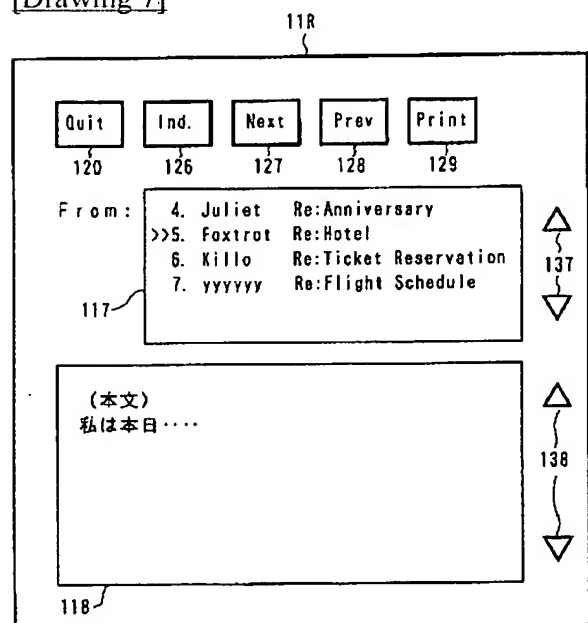 [Drawing 7]
11R
Quit Ind. Next Prev Print
120 126 127 128 129
From: 4. Juliet Re:Anniversary
>>5. Foxtrot Re:Hotel
6. Killo Re:Ticket Reservation
7. yyyyyy Re:Flight Schedule
137
117
(本文)
私は本日····
138
118